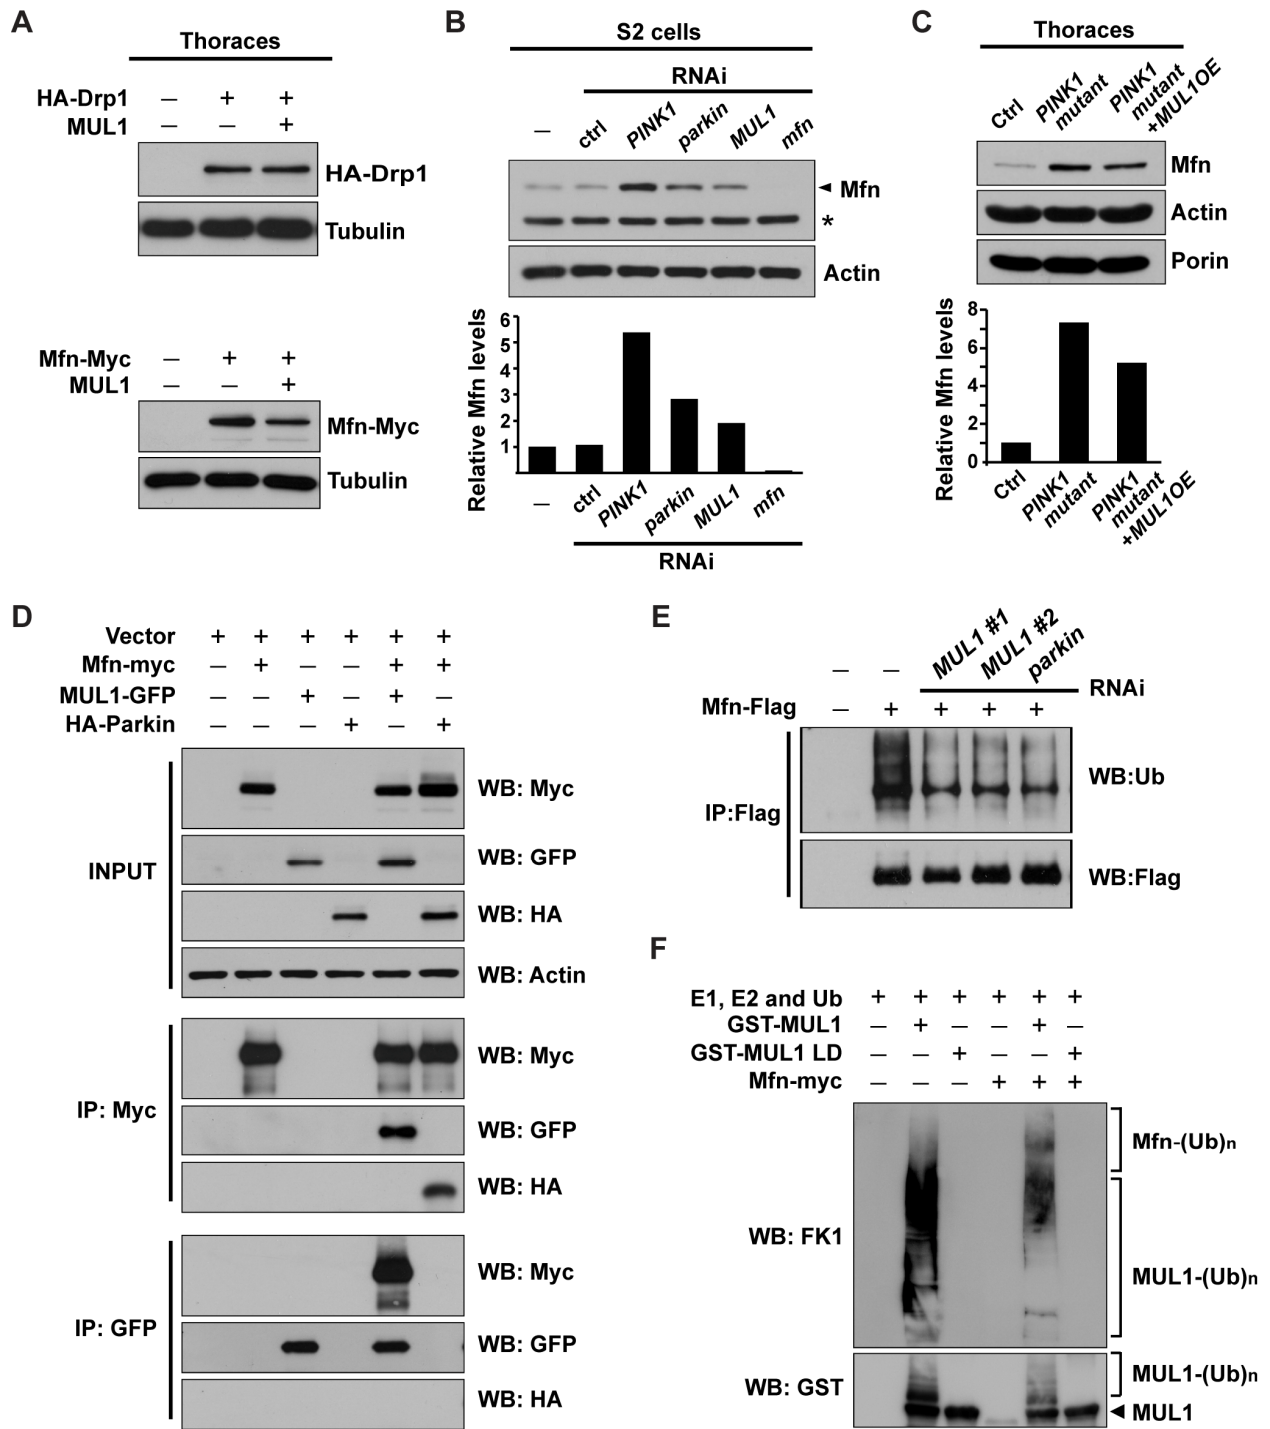 A
Thoraces
HA-Drp1 — + +
MUL1 — — +
HA-Drp1
Tubulin
Mfn-Myc — + +
MUL1 — — +
Mfn-Myc
Tubulin
B
S2 cells
RNAi
— ctrl PINK1 parkin MUL1 mfn
◄ Mfn
*
Actin
Relative Mfn levels
6
5
4
3
2
1
— ctrl PINK1 parkin MUL1 mfn
RNAi
C
Thoraces
Ctrl PINK1 mutant PINK1 mutant +MUL1OE
Mfn
Actin
Porin
Relative Mfn levels
8
6
4
2
0
Ctrl PINK1 mutant PINK1 mutant +MUL1OE
D
Vector + + + + + +
Mfn-myc — + — — + +
MUL1-GFP — — + — + —
HA-Parkin — — — + — +
INPUT
WB: Myc
WB: GFP
WB: HA
WB: Actin
IP: Myc
WB: Myc
WB: GFP
WB: HA
IP: GFP
WB: Myc
WB: GFP
WB: HA
E
— — MUL1 #1 MUL1 #2 parkin
RNAi
Mfn-Flag — + + + +
IP:Flag
WB:Ub
WB:Flag
F
E1, E2 and Ub + + + + + +
GST-MUL1 — + — — + —
GST-MUL1 LD — — + — — +
Mfn-myc — — — + + +
WB: FK1
Mfn-(Ub)n
MUL1-(Ub)n
WB: GST
MUL1-(Ub)n
◄ MUL1